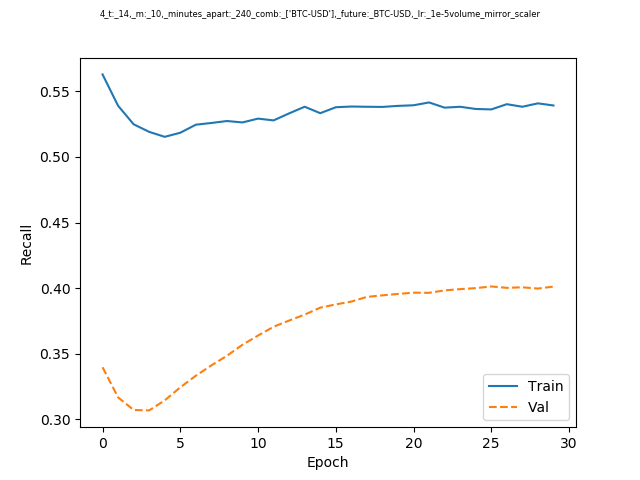 4_t:_14,_m:_10,_minutes_apart:_240_comb:_['BTC-USD'],_future:_BTC-USD,_lr:_1e-5volume_mirror_scaler
0.55
0.50
0.45
0.40
0.35
0.30
Recall
0
5
10
15
20
25
30
Epoch
Train
Val